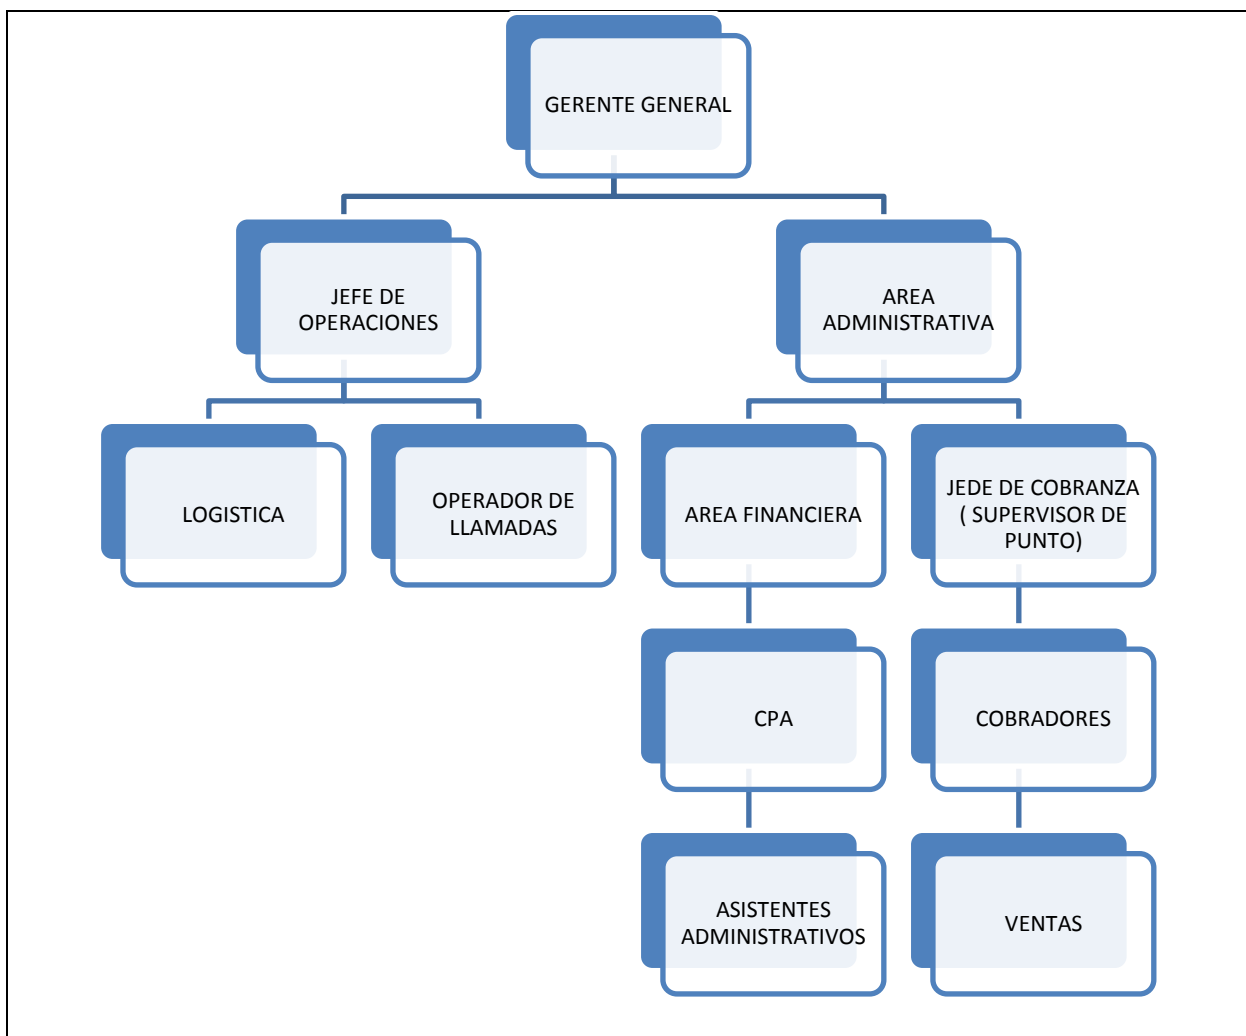 GERENTE GENERAL
JEFE DE
OPERACIONES
AREA
ADMINISTRATIVA
LOGISTICA
OPERADOR DE
LLAMADAS
AREA FINANCIERA
JEDE DE COBRANZA
( SUPERVISOR DE
PUNTO)
CPA
COBRADORES
ASISTENTES
ADMINISTRATIVOS
VENTAS